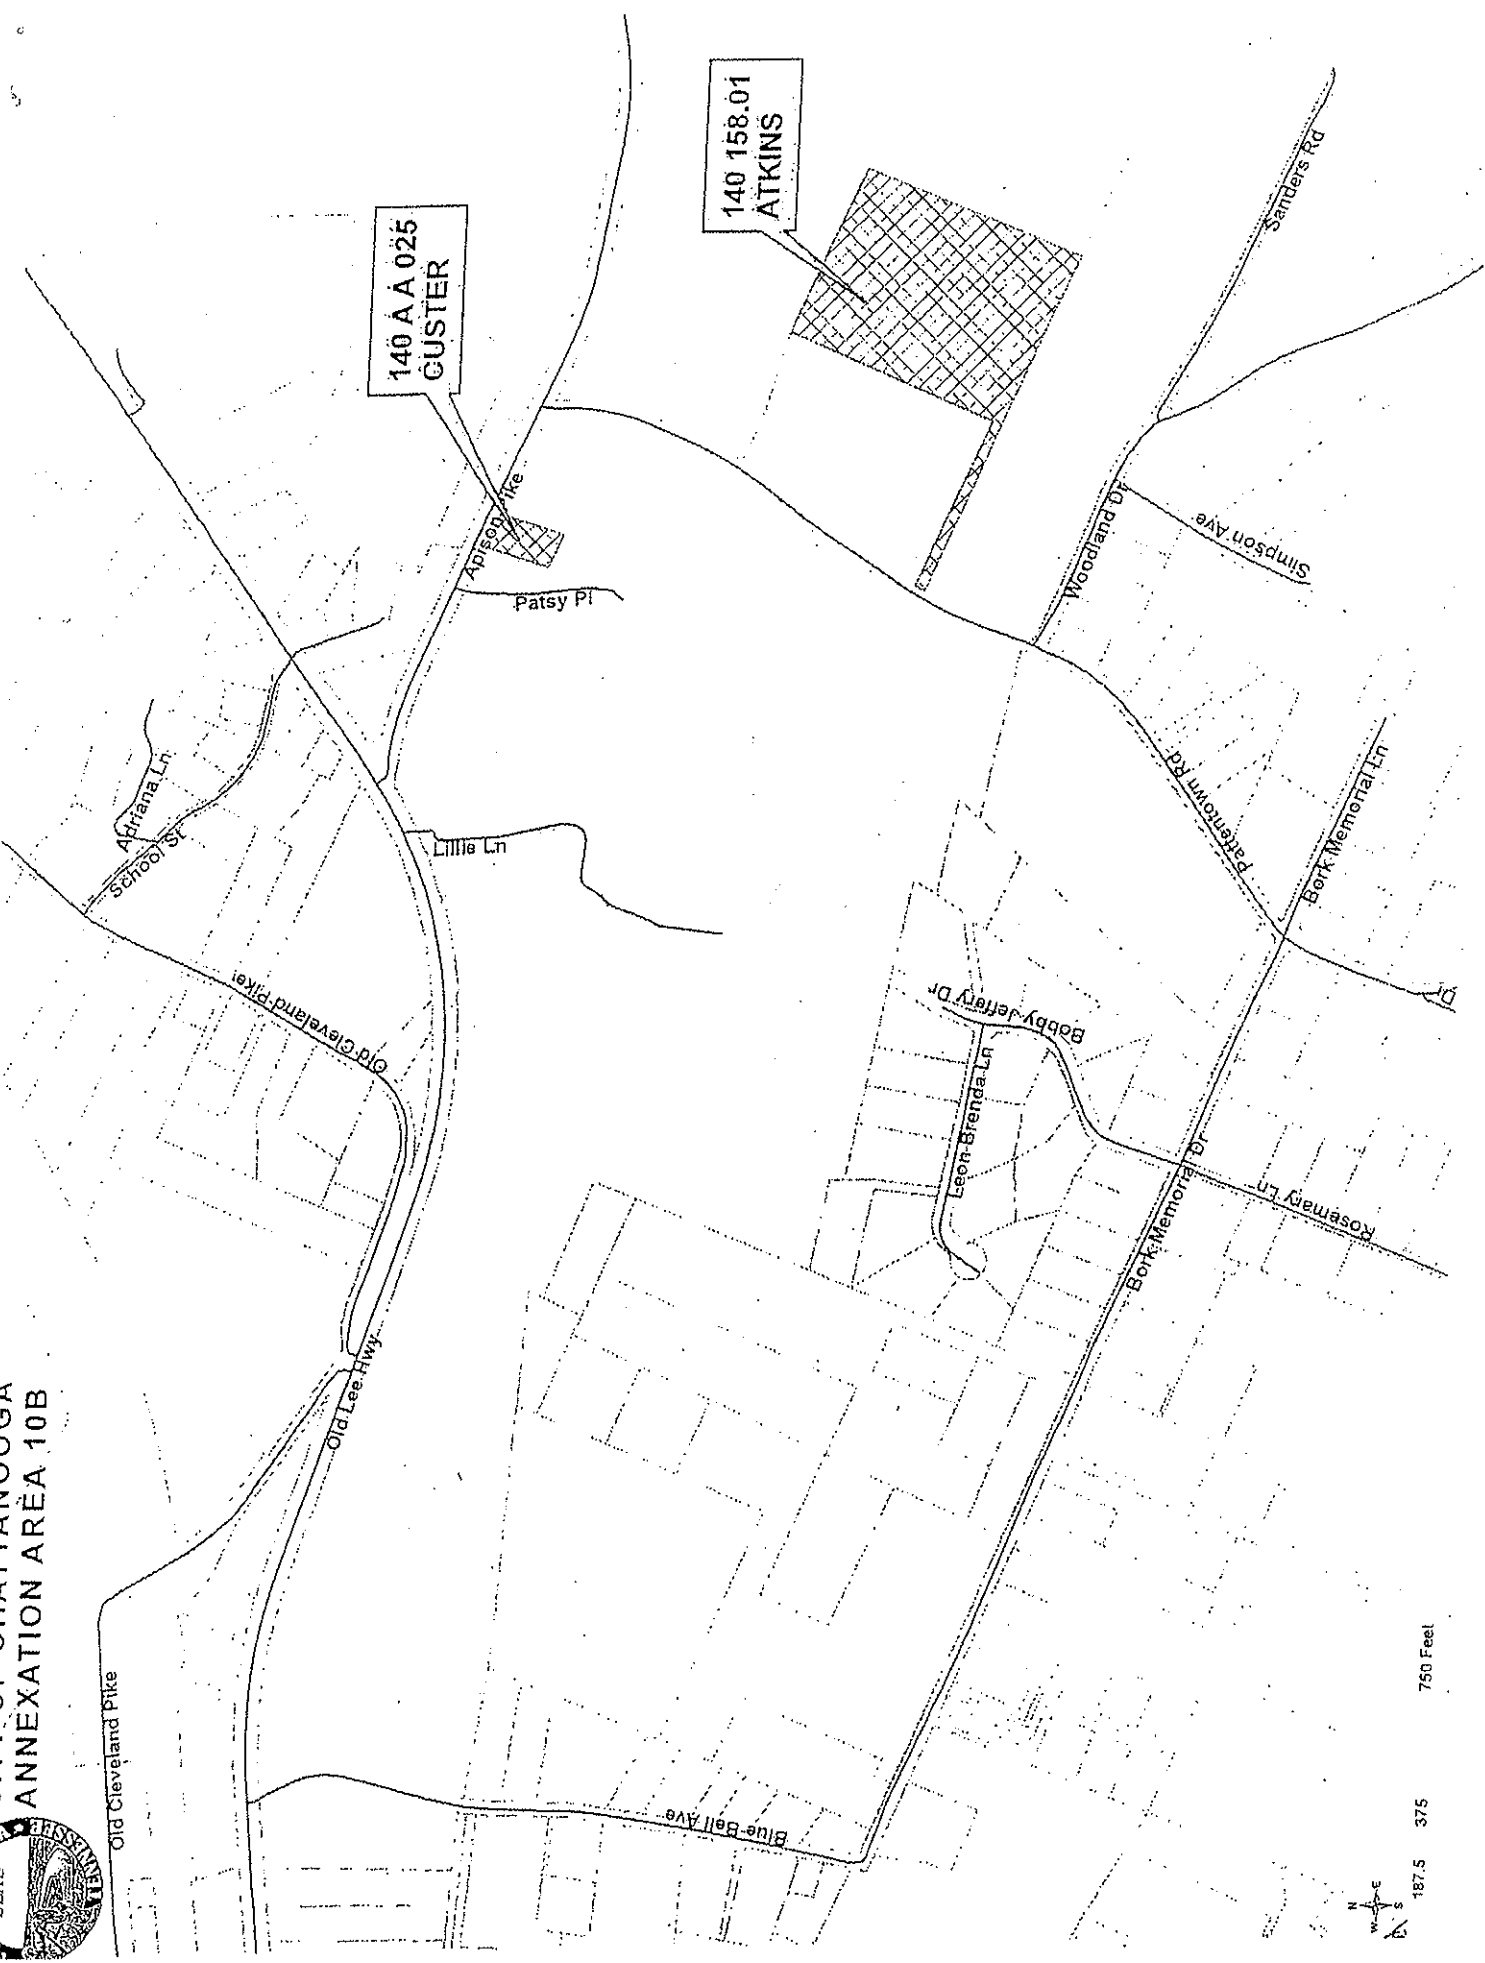 CHATTANOOGA
ANNEXATION AREA 10B
TENNESSEE
Old Cleveland Pike
Old Lee Hwy
Old Cleveland Pike
School St
Adriana Ln
Lillie Ln
Patsy Pl
Apison Pike
140 A A 025
CUSTER
140 158.01
ATKINS
Blue Bell Ave
Leon Brenda Ln
Bobby Jeffery Dr
Bork Memorial Dr
Rosemary Ln
Pattentown Rd
Bork Memorial Ln
Woodland Dr
Simpson Ave
Sanders Rd
Dr
N
W
E
S
187.5
375
750 Feet